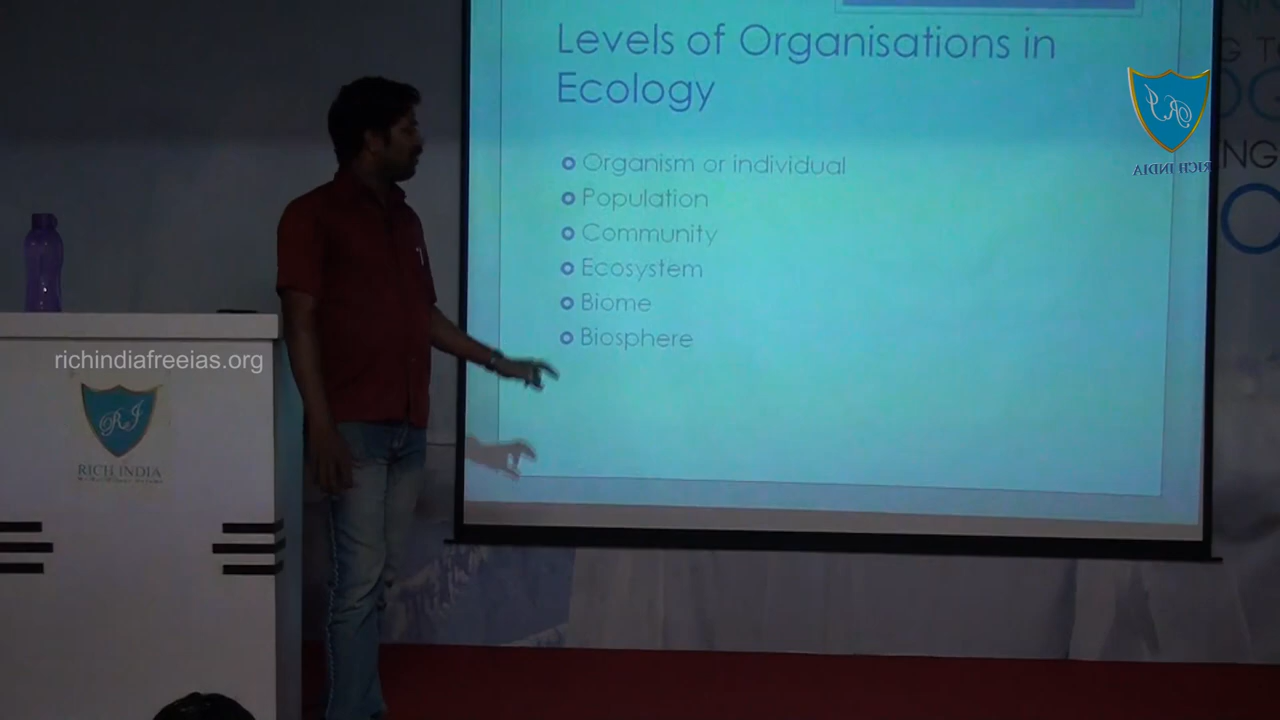 Levels of Organisations in
Ecology
Organism or individual
Population
Community
Ecosystem
Biome
Biosphere
RICH INDIA
richindiafreeias.org
RJ
RICH INDIA